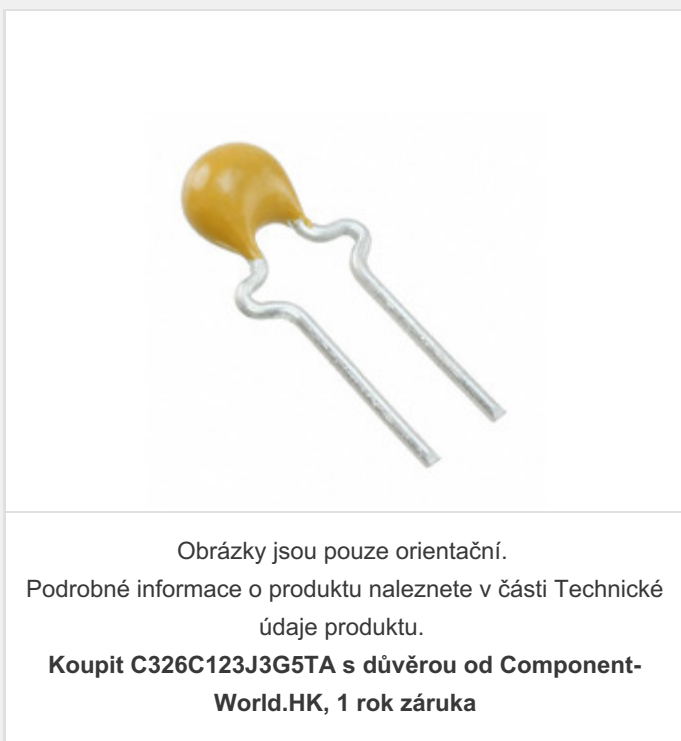 Obrázky jsou pouze orientační.
Podrobné informace o produktu naleznete v části Technické
údaje produktu.
Koupit C326C123J3G5TA s důvěrou od Component-
World.HK, 1 rok záruka